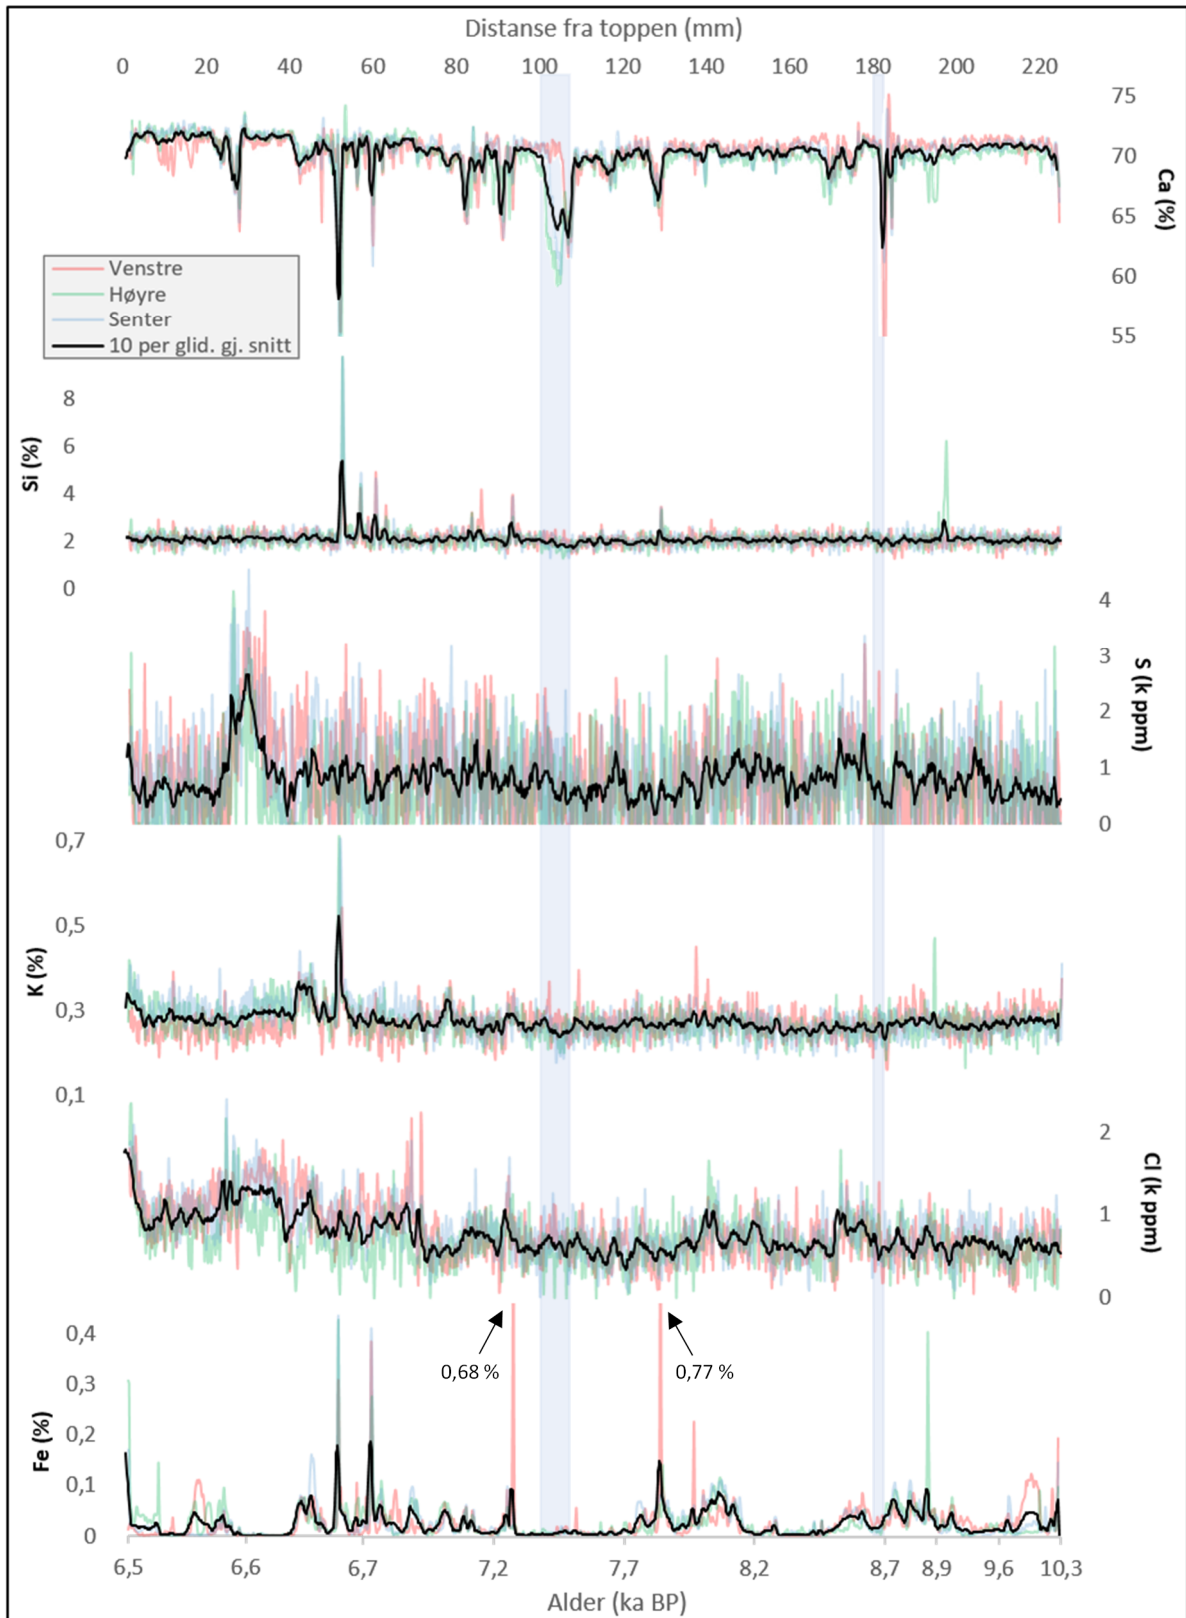 Distanse fra toppen (mm)
0 20 40 60 80 100 120 140 160 180 200 220
75
70
65
60
55
Ca (%)
Venstre
Høyre
Senter
10 per glid. gj. snitt
8
6
4
2
0
Si (%)
4
3
2
1
0
S (k ppm)
0,7
0,5
0,3
0,1
K (%)
2
1
0
Cl (k ppm)
0,68 %
0,77 %
0,4
0,3
0,2
0,1
0
Fe (%)
6,5 6,6 6,7 7,2 7,7 8,2 8,7 8,9 9,6 10,3
Alder (ka BP)